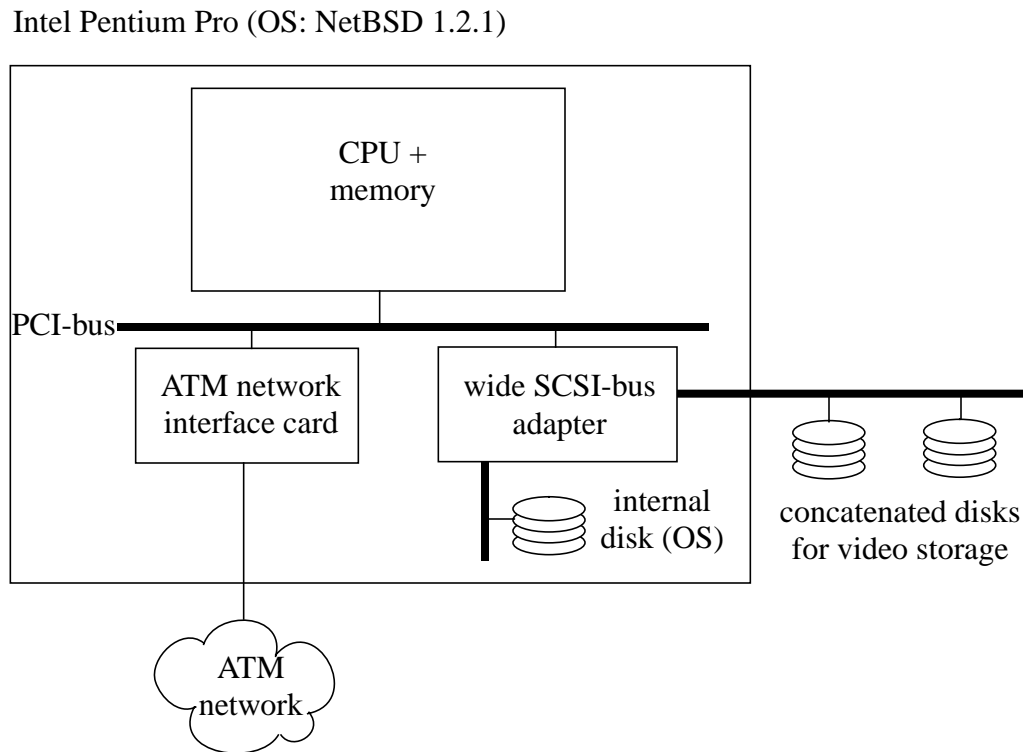 Intel Pentium Pro (OS: NetBSD 1.2.1)
CPU +
memory
PCI-bus
ATM network
interface card
wide SCSI-bus
adapter
internal
disk (OS)
concatenated disks
for video storage
ATM
network